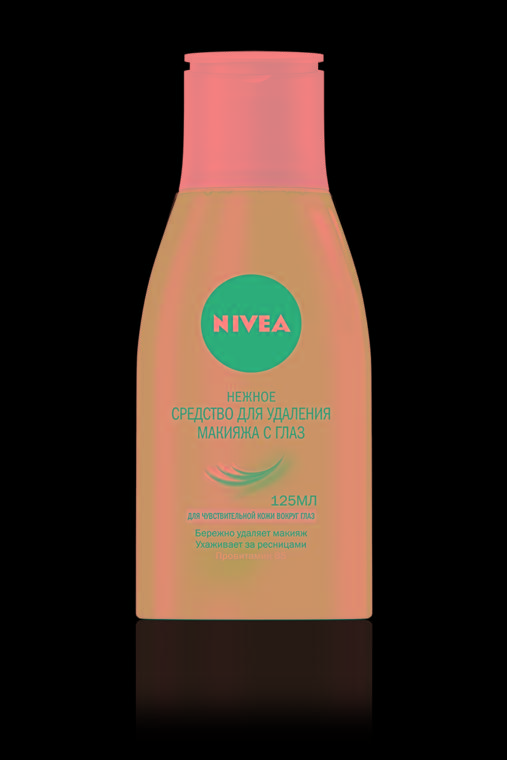 NIVEA
НЕЖНОЕ
СРЕДСТВО ДЛЯ УДАЛЕНИЯ
МАКИЯЖА С ГЛАЗ
125МЛ
ДЛЯ ЧУВСТВИТЕЛЬНОЙ КОЖИ ВОКРУГ ГЛАЗ
Бережно удаляет макияж
Ухаживает за ресницами